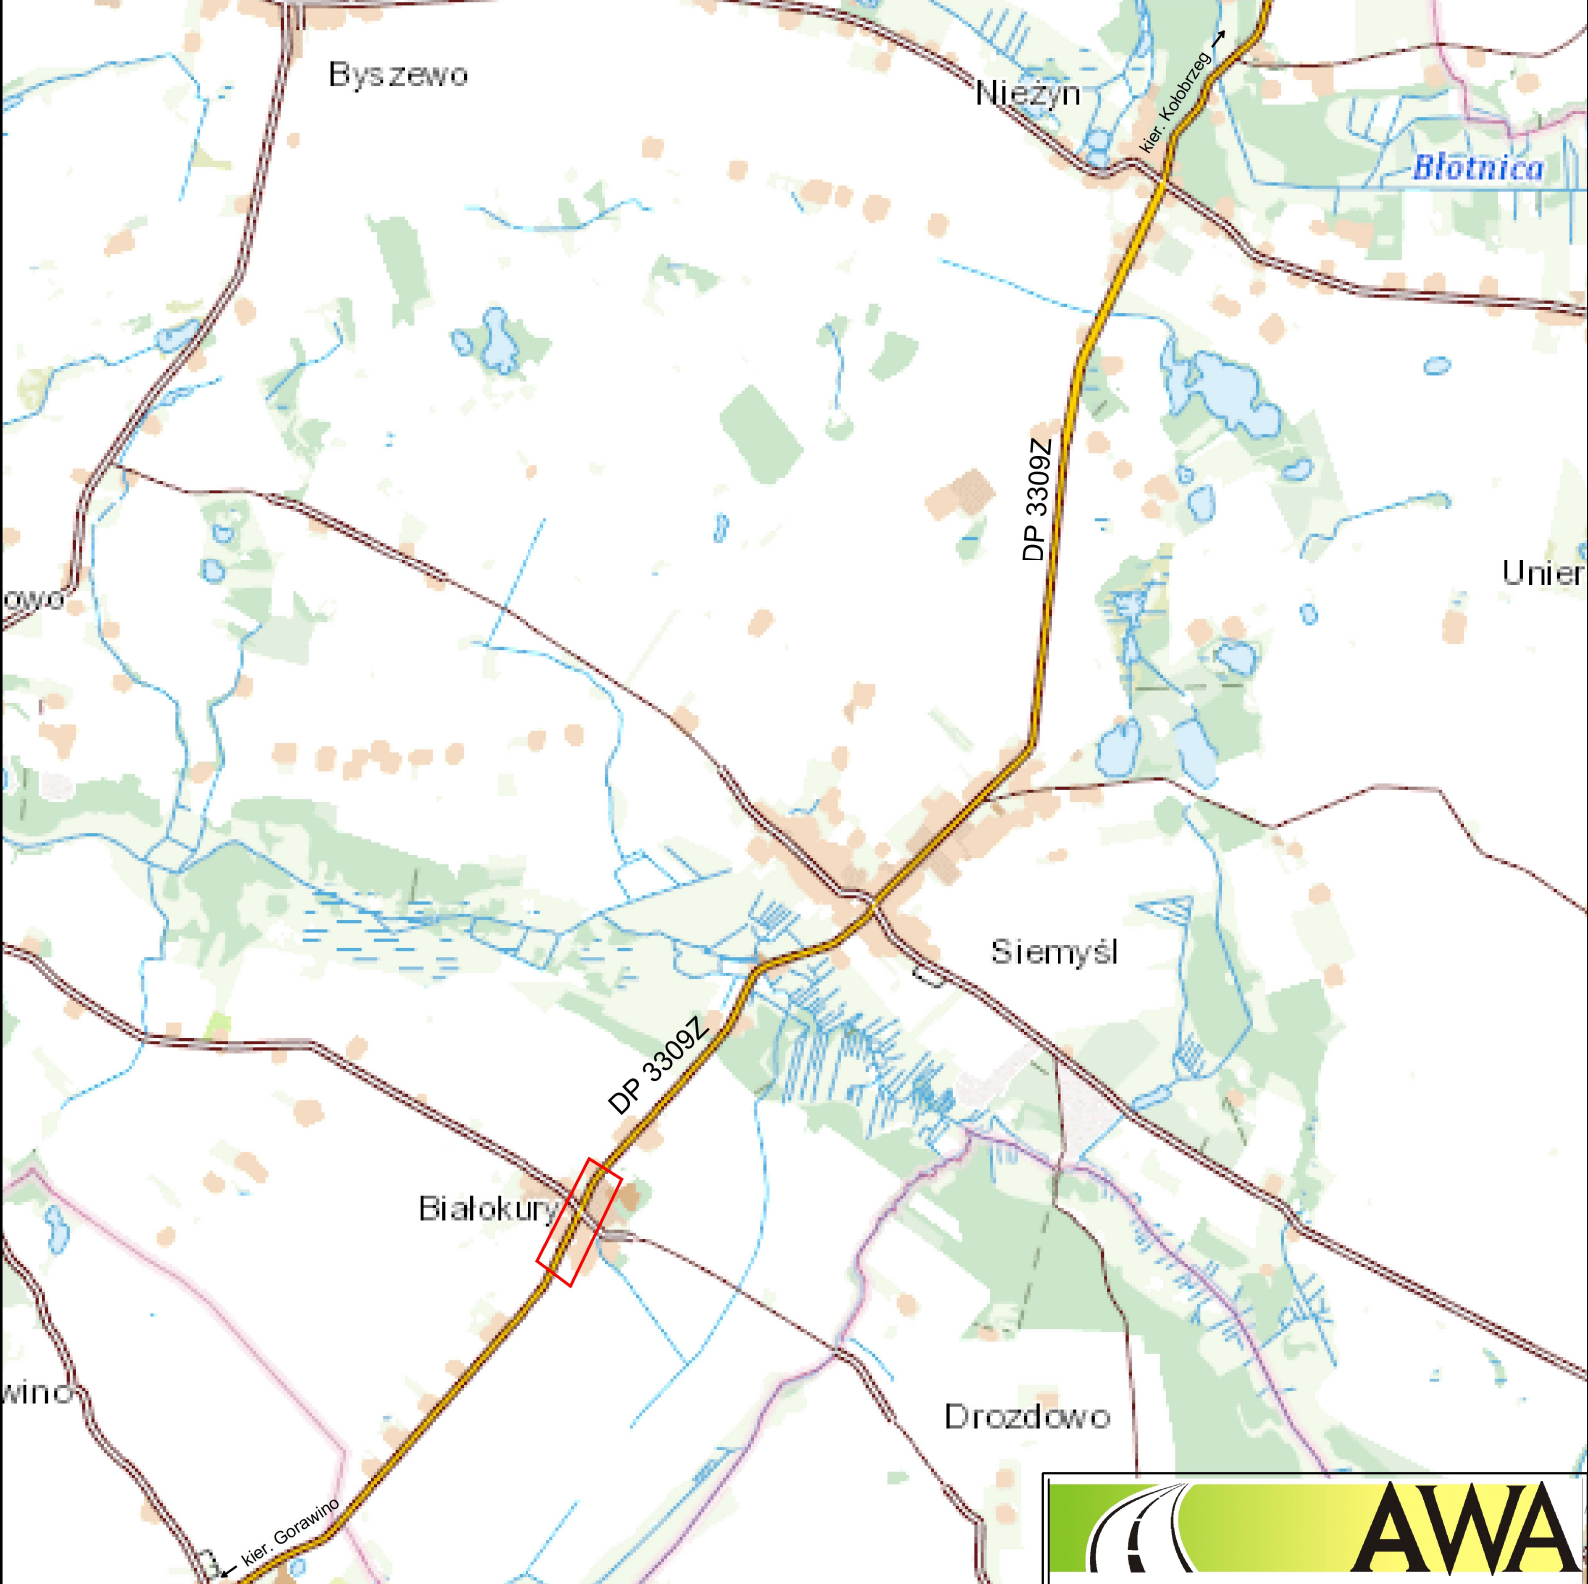 Byszewo
Nieżyn
kier. Kołobrzeg →
Błotnica
DP 3309Z
Unier
owo
Siemyśl
DP 3309Z
Białokury
wino
Drozdowo
← kier. Gorawino
AWA